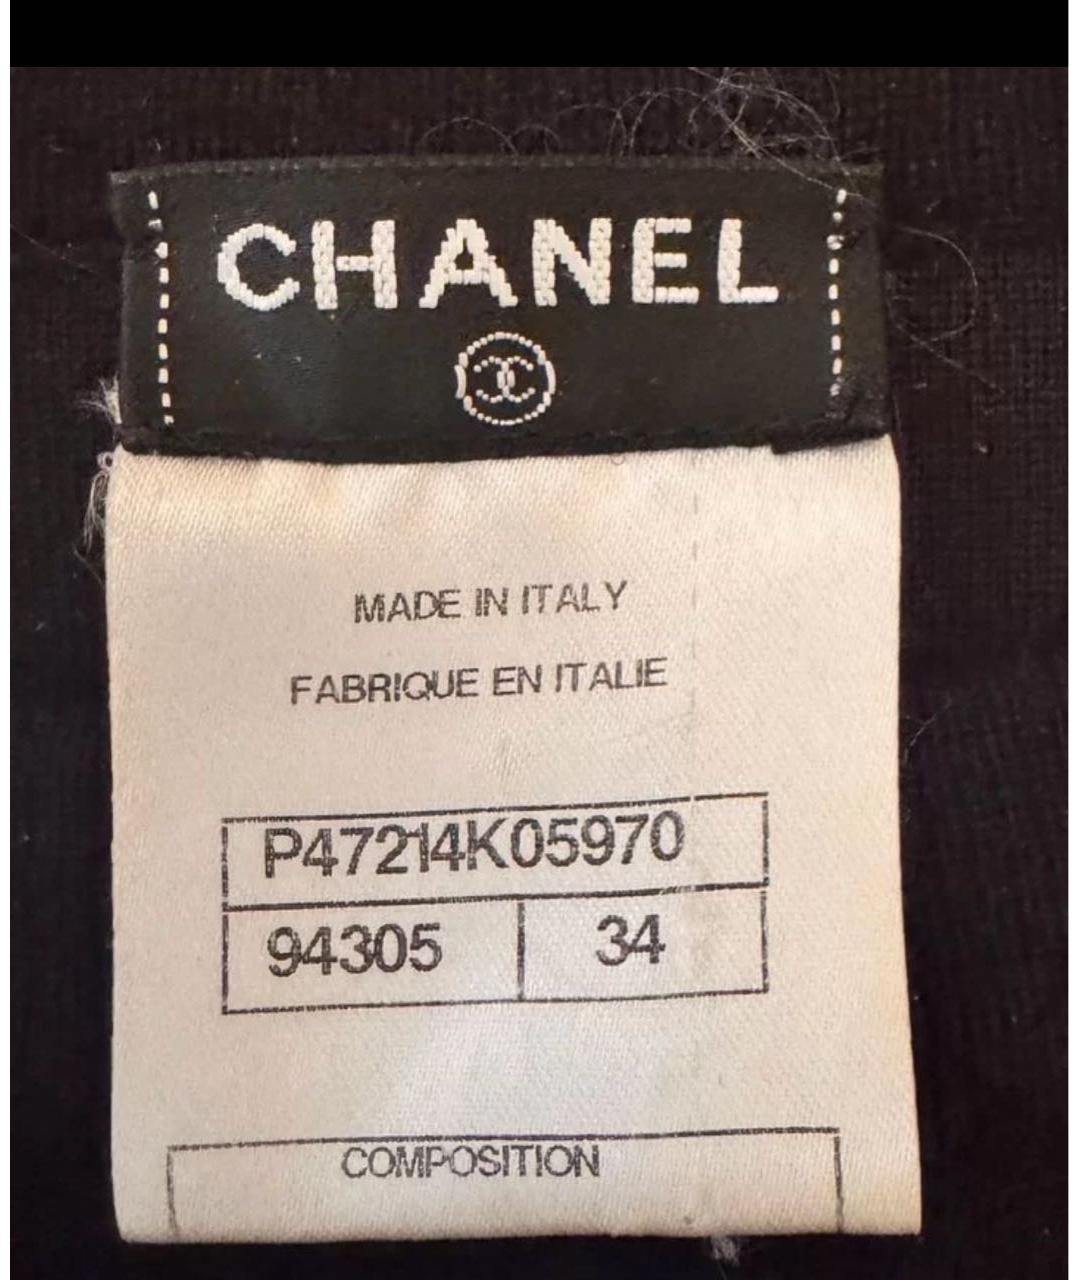 CHANEL
MADE IN ITALY
FABRIQUE EN ITALIE
P47214K05970
94305 34
COMPOSITION